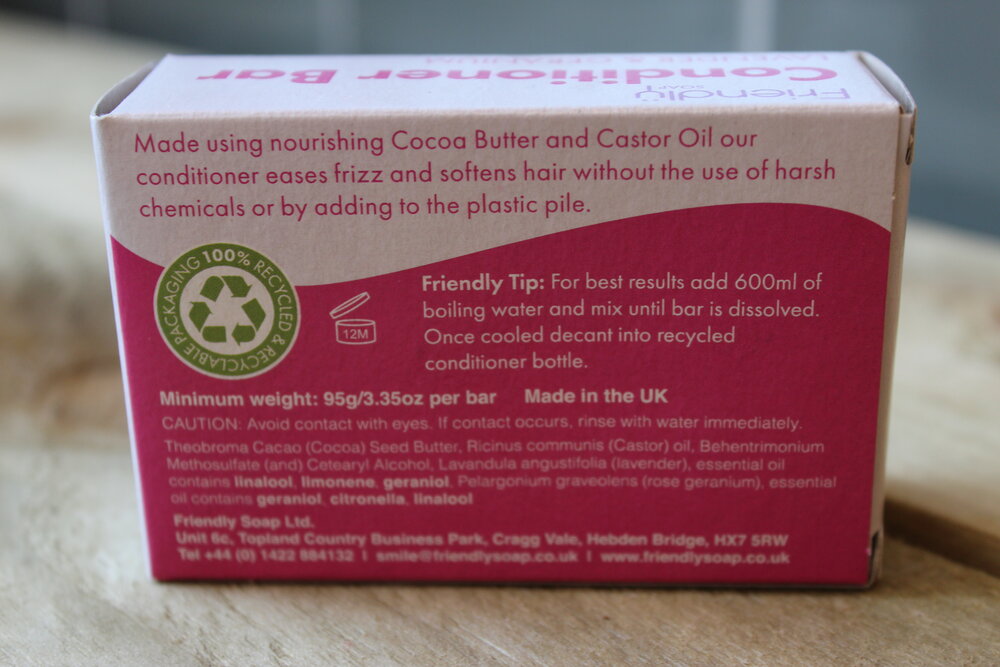 Friendly
SOAP
Conditioner Bar
LAVENDER & GERANIUM
Made using nourishing Cocoa Butter and Castor Oil our
conditioner eases frizz and softens hair without the use of harsh
chemicals or by adding to the plastic pile.
PACKAGING 100% RECYCLED & RECYCLABLE
12M
Friendly Tip: For best results add 600ml of
boiling water and mix until bar is dissolved.
Once cooled decant into recycled
conditioner bottle.
Minimum weight: 95g/3.35oz per bar Made in the UK
CAUTION: Avoid contact with eyes. If contact occurs, rinse with water immediately.
Theobroma Cacao (Cocoa) Seed Butter, Ricinus communis (Castor) oil, Behentrimonium
Methosulfate (and) Cetearyl Alcohol, Lavandula angustifolia (lavender), essential oil
contains linalool, limonene, geraniol, Pelargonium graveolens (rose geranium), essential
oil contains geraniol, citronella, linalool
Friendly Soap Ltd.
Unit 6c, Topland Country Business Park, Cragg Vale, Hebden Bridge, HX7 5RW
Tel +44 (0) 1422 884132 | smile@friendlysoap.co.uk | www.friendlysoap.co.uk